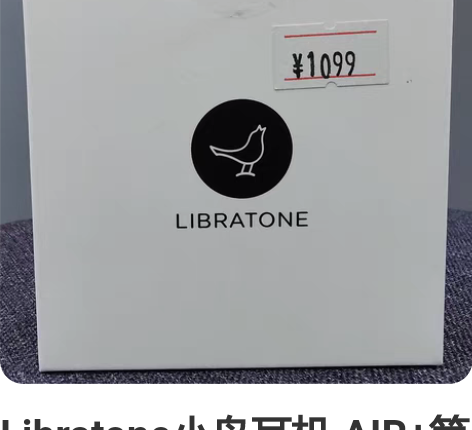 ¥1099
LIBRATONE
Libratone小鸟耳机 AIR+第